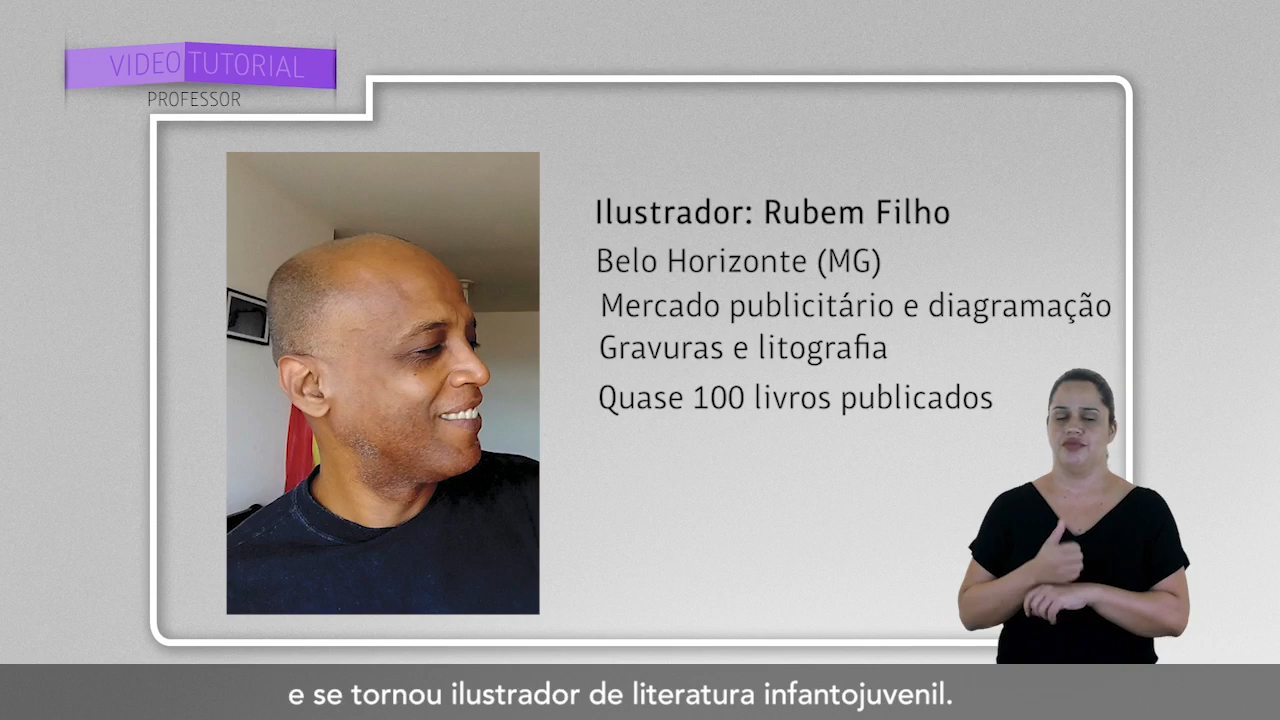 VIDEO TUTORIAL
PROFESSOR
Ilustrador: Rubem Filho
Belo Horizonte (MG)
Mercado publicitário e diagramação
Gravuras e litografia
Quase 100 livros publicados
e se tornou ilustrador de literatura infantojuvenil.